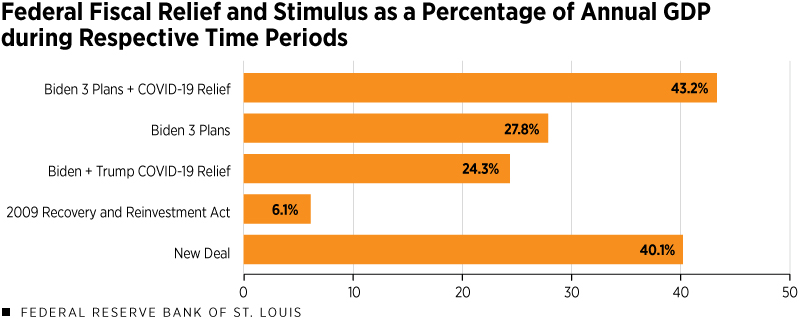 Federal Fiscal Relief and Stimulus as a Percentage of Annual GDP
during Respective Time Periods
Biden 3 Plans + COVID-19 Relief 43.2%
Biden 3 Plans 27.8%
Biden + Trump COVID-19 Relief 24.3%
2009 Recovery and Reinvestment Act 6.1%
New Deal 40.1%
0 10 20 30 40 50
FEDERAL RESERVE BANK OF ST. LOUIS